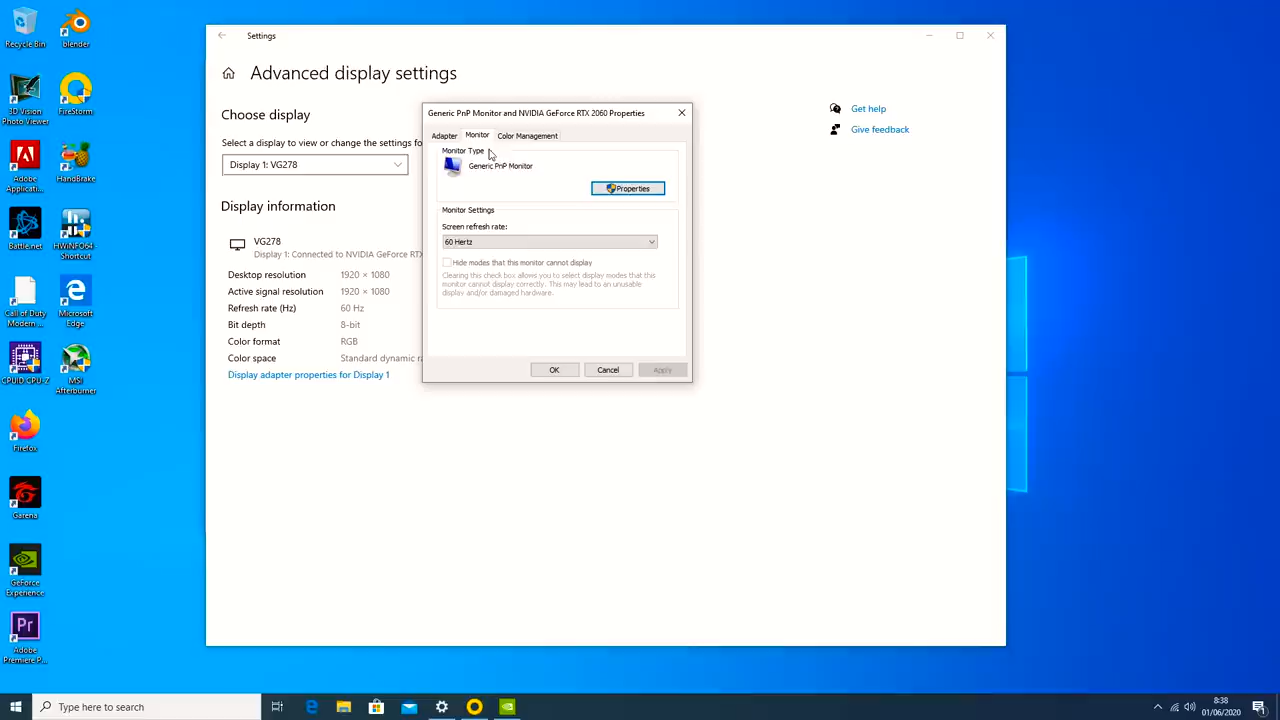 Recycle Bin
blender
3D Vision
Photo Viewer
FireStorm
Adobe
Applicati...
HandBrake
Battle.net
HWiNFO64 -
Shortcut
Call of Duty
Modern ...
Microsoft
Edge
CPUID CPU-Z
MSI
Afterburner
Firefox
Garena
GeForce
Experience
Pr
Adobe
Premiere P...
Settings
Advanced display settings
Choose display
Select a display to view or change the settings fo
Display 1: VG278
Display information
VG278
Display 1: Connected to NVIDIA GeForce RTX
Desktop resolution 1920 × 1080
Active signal resolution 1920 × 1080
Refresh rate (Hz) 60 Hz
Bit depth 8-bit
Color format RGB
Color space Standard dynamic ra
Display adapter properties for Display 1
Get help
Give feedback
Generic PnP Monitor and NVIDIA GeForce RTX 2060 Properties
Adapter Monitor Color Management
Monitor Type
Generic PnP Monitor
Properties
Monitor Settings
Screen refresh rate:
60 Hertz
Hide modes that this monitor cannot display
Clearing this check box allows you to select display modes that this
monitor cannot display correctly. This may lead to an unusable
display and/or damaged hardware.
OK Cancel Apply
Type here to search
8:38
01/06/2020
1